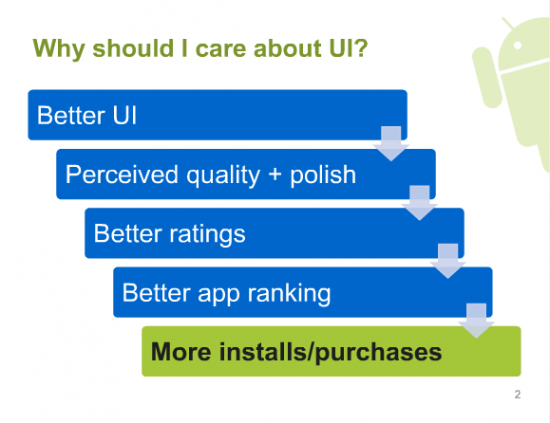 Why should I care about UI?
Better UI
Perceived quality + polish
Better ratings
Better app ranking
More installs/purchases
2